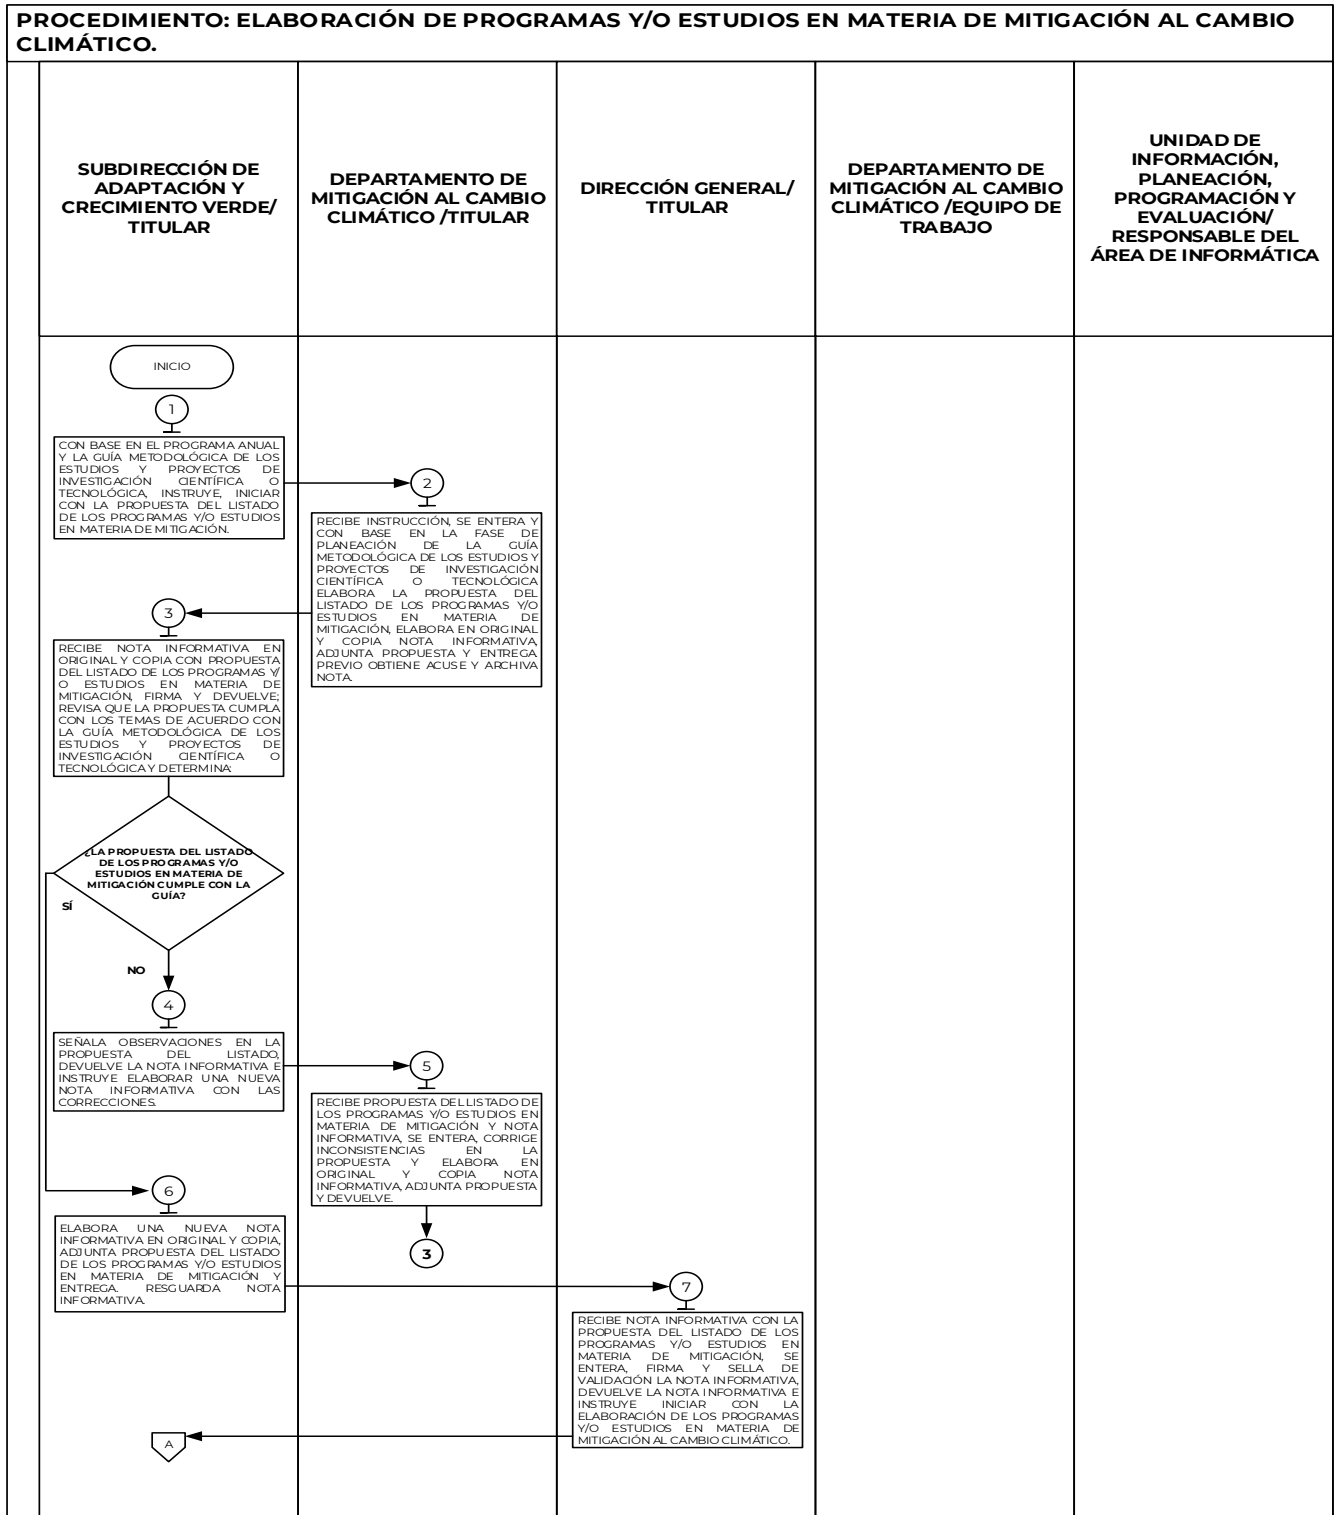 PROCEDIMIENTO: ELABORACIÓN DE PROGRAMAS Y/O ESTUDIOS EN MATERIA DE MITIGACIÓN AL CAMBIO
CLIMÁTICO.
SUBDIRECCIÓN DE
ADAPTACIÓN Y
CRECIMIENTO VERDE/
TITULAR
DEPARTAMENTO DE
MITIGACIÓN AL CAMBIO
CLIMÁTICO /TITULAR
DIRECCIÓN GENERAL/
TITULAR
DEPARTAMENTO DE
MITIGACIÓN AL CAMBIO
CLIMÁTICO /EQUIPO DE
TRABAJO
UNIDAD DE
INFORMACIÓN,
PLANEACIÓN,
PROGRAMACIÓN Y
EVALUACIÓN/
RESPONSABLE DEL
ÁREA DE INFORMÁTICA
INICIO
1
CON BASE EN EL PROGRAMA ANUAL
Y LA GUÍA METODOLÓGICA DE LOS
ESTUDIOS Y PROYECTOS DE
INVESTIGACIÓN CIENTÍFICA O
TECNOLÓGICA, INSTRUYE, INICIAR
CON LA PROPUESTA DEL LISTADO
DE LOS PROGRAMAS Y/O ESTUDIOS
EN MATERIA DE MITIGACIÓN.
2
RECIBE INSTRUCCIÓN, SE ENTERA Y
CON BASE EN LA FASE DE
PLANEACIÓN DE LA GUÍA
METODOLÓGICA DE LOS ESTUDIOS Y
PROYECTOS DE INVESTIGACIÓN
CIENTÍFICA O TECNOLÓGICA
ELABORA LA PROPUESTA DEL
LISTADO DE LOS PROGRAMAS Y/O
ESTUDIOS EN MATERIA DE
MITIGACIÓN, ELABORA EN ORIGINAL
Y COPIA NOTA INFORMATIVA,
ADJUNTA PROPUESTA Y ENTREGA
PREVIO OBTIENE ACUSE Y ARCHIVA
NOTA.
3
RECIBE NOTA INFORMATIVA EN
ORIGINAL Y COPIA CON PROPUESTA
DEL LISTADO DE LOS PROGRAMAS Y/
O ESTUDIOS EN MATERIA DE
MITIGACIÓN, FIRMA Y DEVUELVE;
REVISA QUE LA PROPUESTA CUMPLA
CON LOS TEMAS DE ACUERDO CON
LA GUÍA METODOLÓGICA DE LOS
ESTUDIOS Y PROYECTOS DE
INVESTIGACIÓN CIENTÍFICA O
TECNOLÓGICA Y DETERMINA:
¿LA PROPUESTA DEL LISTADO
DE LOS PROGRAMAS Y/O
ESTUDIOS EN MATERIA DE
MITIGACIÓN CUMPLE CON LA
GUÍA?
SÍ
NO
4
SEÑALA OBSERVACIONES EN LA
PROPUESTA DEL LISTADO,
DEVUELVE LA NOTA INFORMATIVA E
INSTRUYE ELABORAR UNA NUEVA
NOTA INFORMATIVA CON LAS
CORRECCIONES.
5
RECIBE PROPUESTA DEL LISTADO DE
LOS PROGRAMAS Y/O ESTUDIOS EN
MATERIA DE MITIGACIÓN Y NOTA
INFORMATIVA, SE ENTERA, CORRIGE
INCONSISTENCIAS EN LA
PROPUESTA Y ELABORA EN
ORIGINAL Y COPIA NOTA
INFORMATIVA, ADJUNTA PROPUESTA
Y DEVUELVE.
3
6
ELABORA UNA NUEVA NOTA
INFORMATIVA EN ORIGINAL Y COPIA,
ADJUNTA PROPUESTA DEL LISTADO
DE LOS PROGRAMAS Y/O ESTUDIOS
EN MATERIA DE MITIGACIÓN Y
ENTREGA. RESGUARDA NOTA
INFORMATIVA.
7
RECIBE NOTA INFORMATIVA CON LA
PROPUESTA DEL LISTADO DE LOS
PROGRAMAS Y/O ESTUDIOS EN
MATERIA DE MITIGACIÓN, SE
ENTERA, FIRMA Y SELLA DE
VALIDACIÓN LA NOTA INFORMATIVA,
DEVUELVE LA NOTA INFORMATIVA E
INSTRUYE INICIAR CON LA
ELABORACIÓN DE LOS PROGRAMAS
Y/O ESTUDIOS EN MATERIA DE
MITIGACIÓN AL CAMBIO CLIMÁTICO.
A